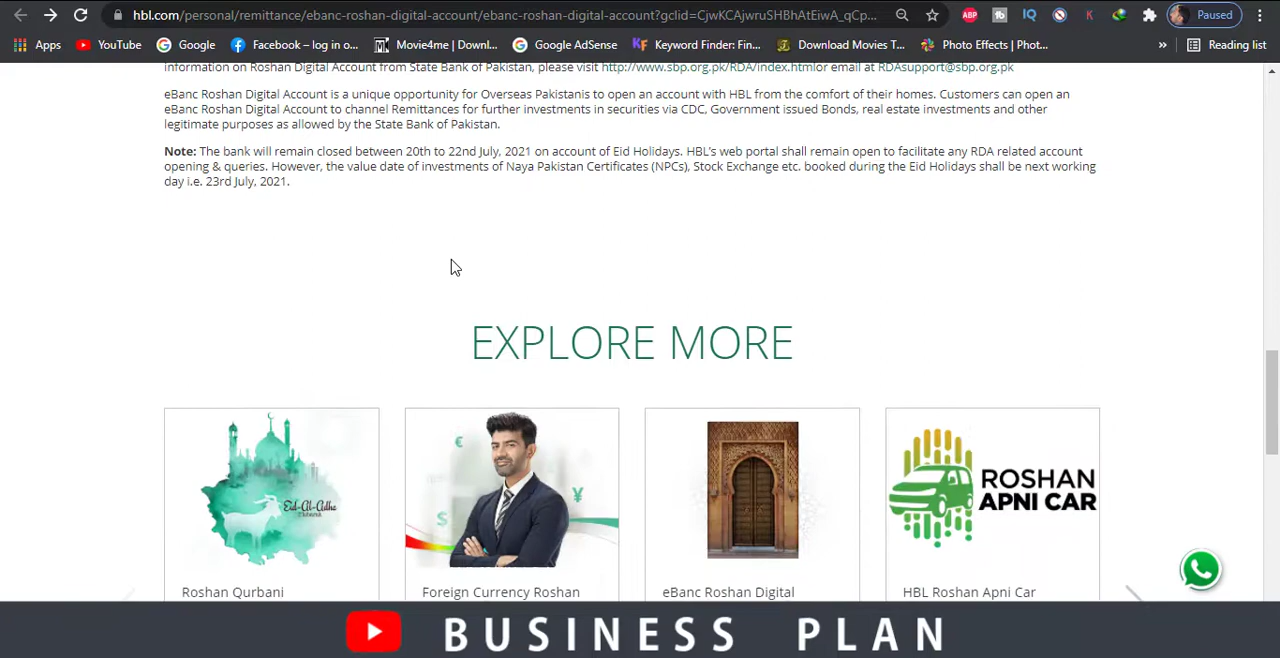 hbl.com/personal/remittance/ebanc-roshan-digital-account/ebanc-roshan-digital-account?gclid=CjwKCAjwruSHBhAtEiwA_qCp...
Paused
Apps
YouTube
Google
Facebook – log in o...
Movie4me | Downl...
Google AdSense
Keyword Finder: Fin...
Download Movies T...
Photo Effects | Phot...
»
Reading list
information on Roshan Digital Account from State Bank of Pakistan, please visit http://www.sbp.org.pk/RDA/index.htmlor email at RDAsupport@sbp.org.pk
eBanc Roshan Digital Account is a unique opportunity for Overseas Pakistanis to open an account with HBL from the comfort of their homes. Customers can open an
eBanc Roshan Digital Account to channel Remittances for further investments in securities via CDC, Government issued Bonds, real estate investments and other
legitimate purposes as allowed by the State Bank of Pakistan.
Note: The bank will remain closed between 20th to 22nd July, 2021 on account of Eid Holidays. HBL's web portal shall remain open to facilitate any RDA related account
opening & queries. However, the value date of investments of Naya Pakistan Certificates (NPCs), Stock Exchange etc. booked during the Eid Holidays shall be next working
day i.e. 23rd July, 2021.
EXPLORE MORE
Eid-Al-Adha
Mubarak
ROSHAN
APNI CAR
Roshan Qurbani
Foreign Currency Roshan
eBanc Roshan Digital
HBL Roshan Apni Car
BUSINESS PLAN